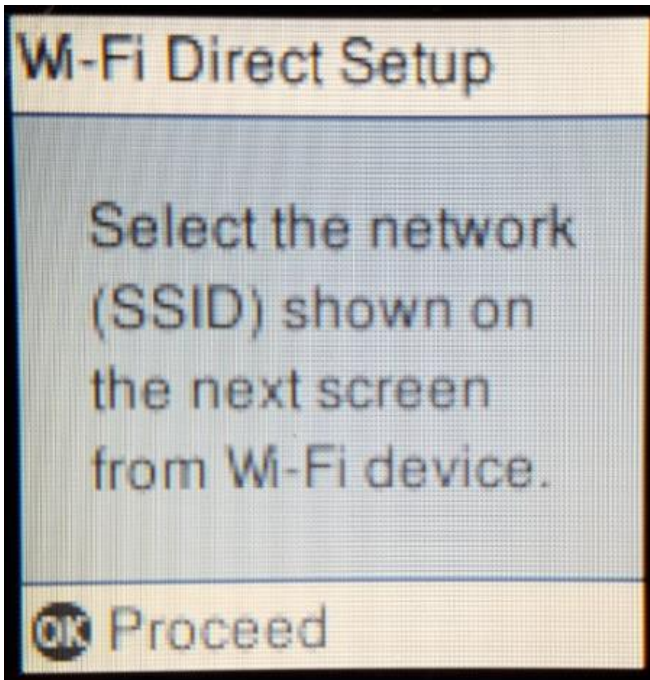 Wi-Fi Direct Setup
Select the network
(SSID) shown on
the next screen
from Wi-Fi device.
OK Proceed